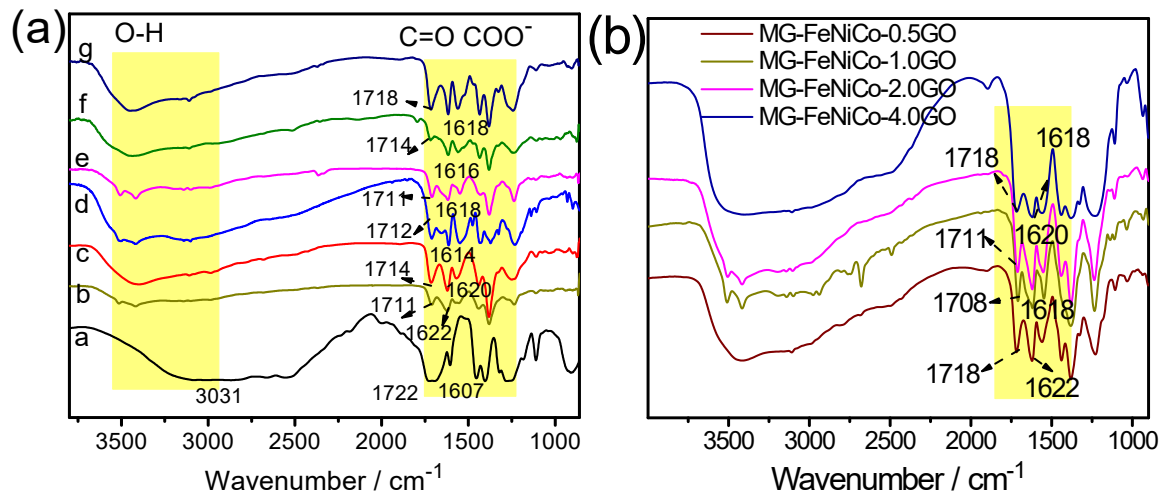 (a)
O-H
C=O COO⁻
g
1718
f
1618
1714
e
1616
1711
d
1618
1712
c
1614
1714
b
1620
1711
1622
a
3031
1722
1607
3500 3000 2500 2000 1500 1000
Wavenumber / cm⁻¹
(b)
MG-FeNiCo-0.5GO
MG-FeNiCo-1.0GO
MG-FeNiCo-2.0GO
MG-FeNiCo-4.0GO
1718
1618
1711
1620
1708
1618
1718
1622
3500 3000 2500 2000 1500 1000
Wavenumber / cm⁻¹